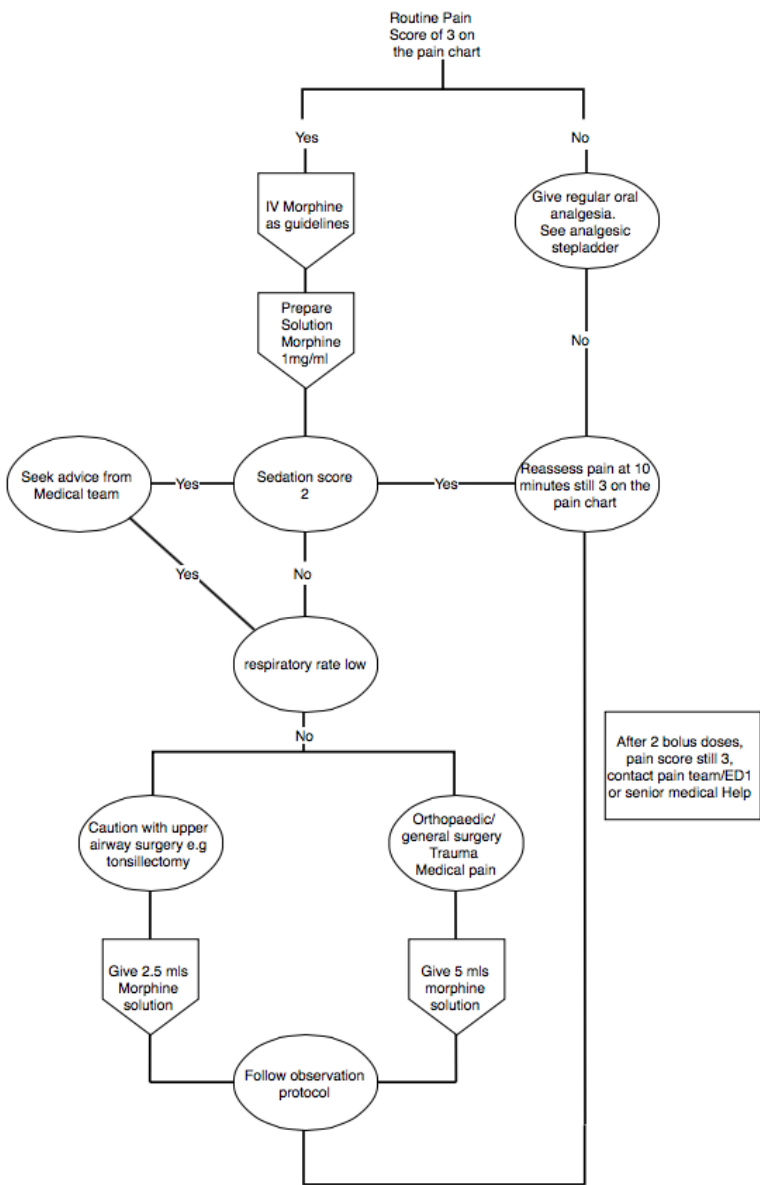 Routine Pain
Score of 3 on
the pain chart
Yes
No
IV Morphine
as guidelines
Give regular oral
analgesia.
See analgesic
stepladder
Prepare
Solution
Morphine
1mg/ml
No
Seek advice from
Medical team
Yes
Sedation score
2
Yes
Reassess pain at 10
minutes still 3 on the
pain chart
Yes
No
respiratory rate low
No
After 2 bolus doses,
pain score still 3,
contact pain team/ED1
or senior medical Help
Caution with upper
airway surgery e.g
tonsillectomy
Orthopaedic/
general surgery
Trauma
Medical pain
Give 2.5 mls
Morphine
solution
Give 5 mls
morphine
solution
Follow observation
protocol